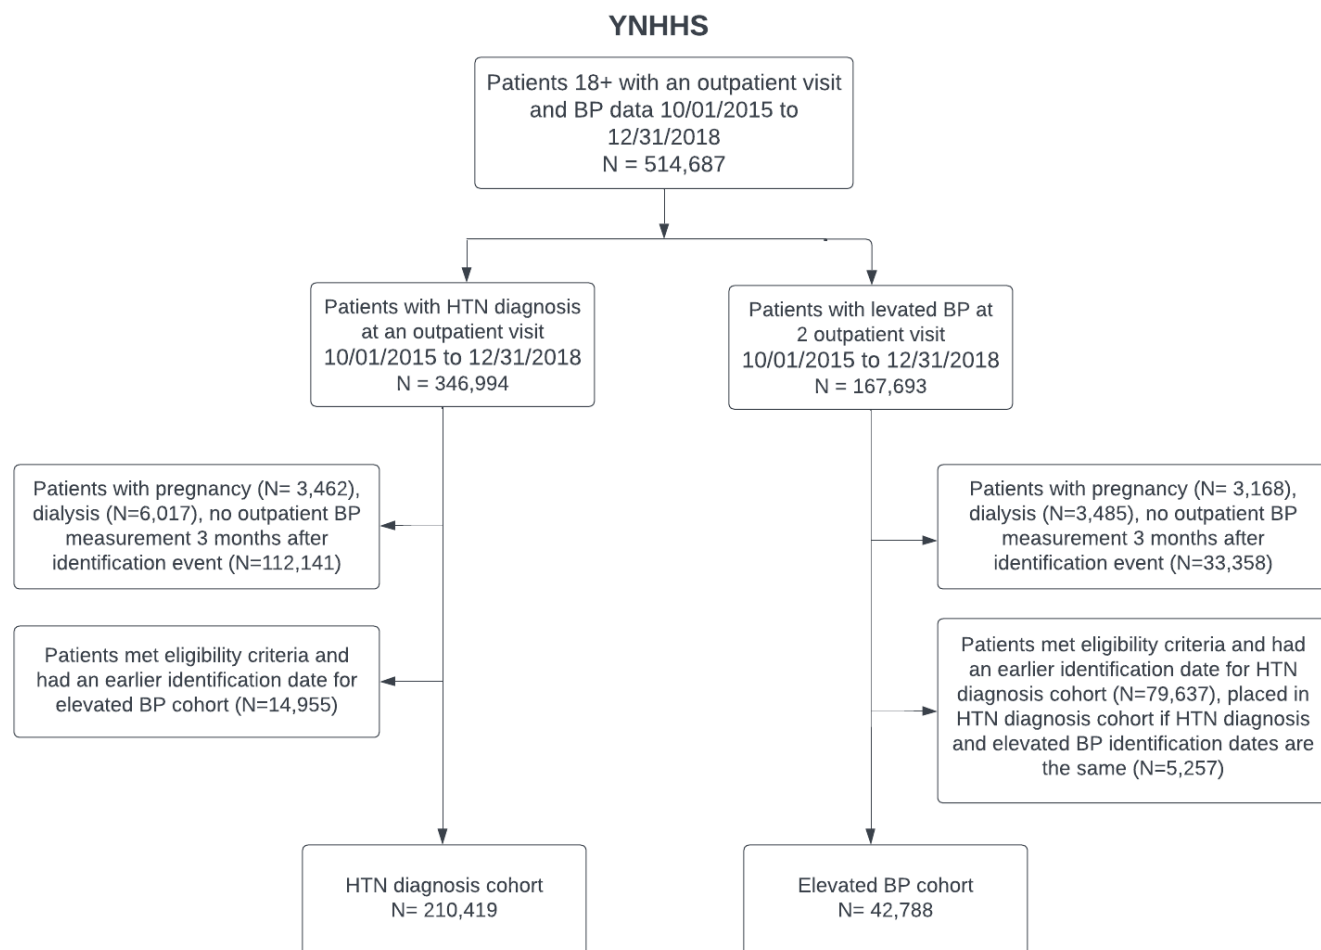 YNHHS
Patients 18+ with an outpatient visit
and BP data 10/01/2015 to
12/31/2018
N = 514,687
Patients with HTN diagnosis
at an outpatient visit
10/01/2015 to 12/31/2018
N = 346,994
Patients with levated BP at
2 outpatient visit
10/01/2015 to 12/31/2018
N = 167,693
Patients with pregnancy (N= 3,462),
dialysis (N=6,017), no outpatient BP
measurement 3 months after
identification event (N=112,141)
Patients with pregnancy (N= 3,168),
dialysis (N=3,485), no outpatient BP
measurement 3 months after
identification event (N=33,358)
Patients met eligibility criteria and
had an earlier identification date for
elevated BP cohort (N=14,955)
Patients met eligibility criteria and had
an earlier identification date for HTN
diagnosis cohort (N=79,637), placed in
HTN diagnosis cohort if HTN diagnosis
and elevated BP identification dates are
the same (N=5,257)
HTN diagnosis cohort
N= 210,419
Elevated BP cohort
N= 42,788